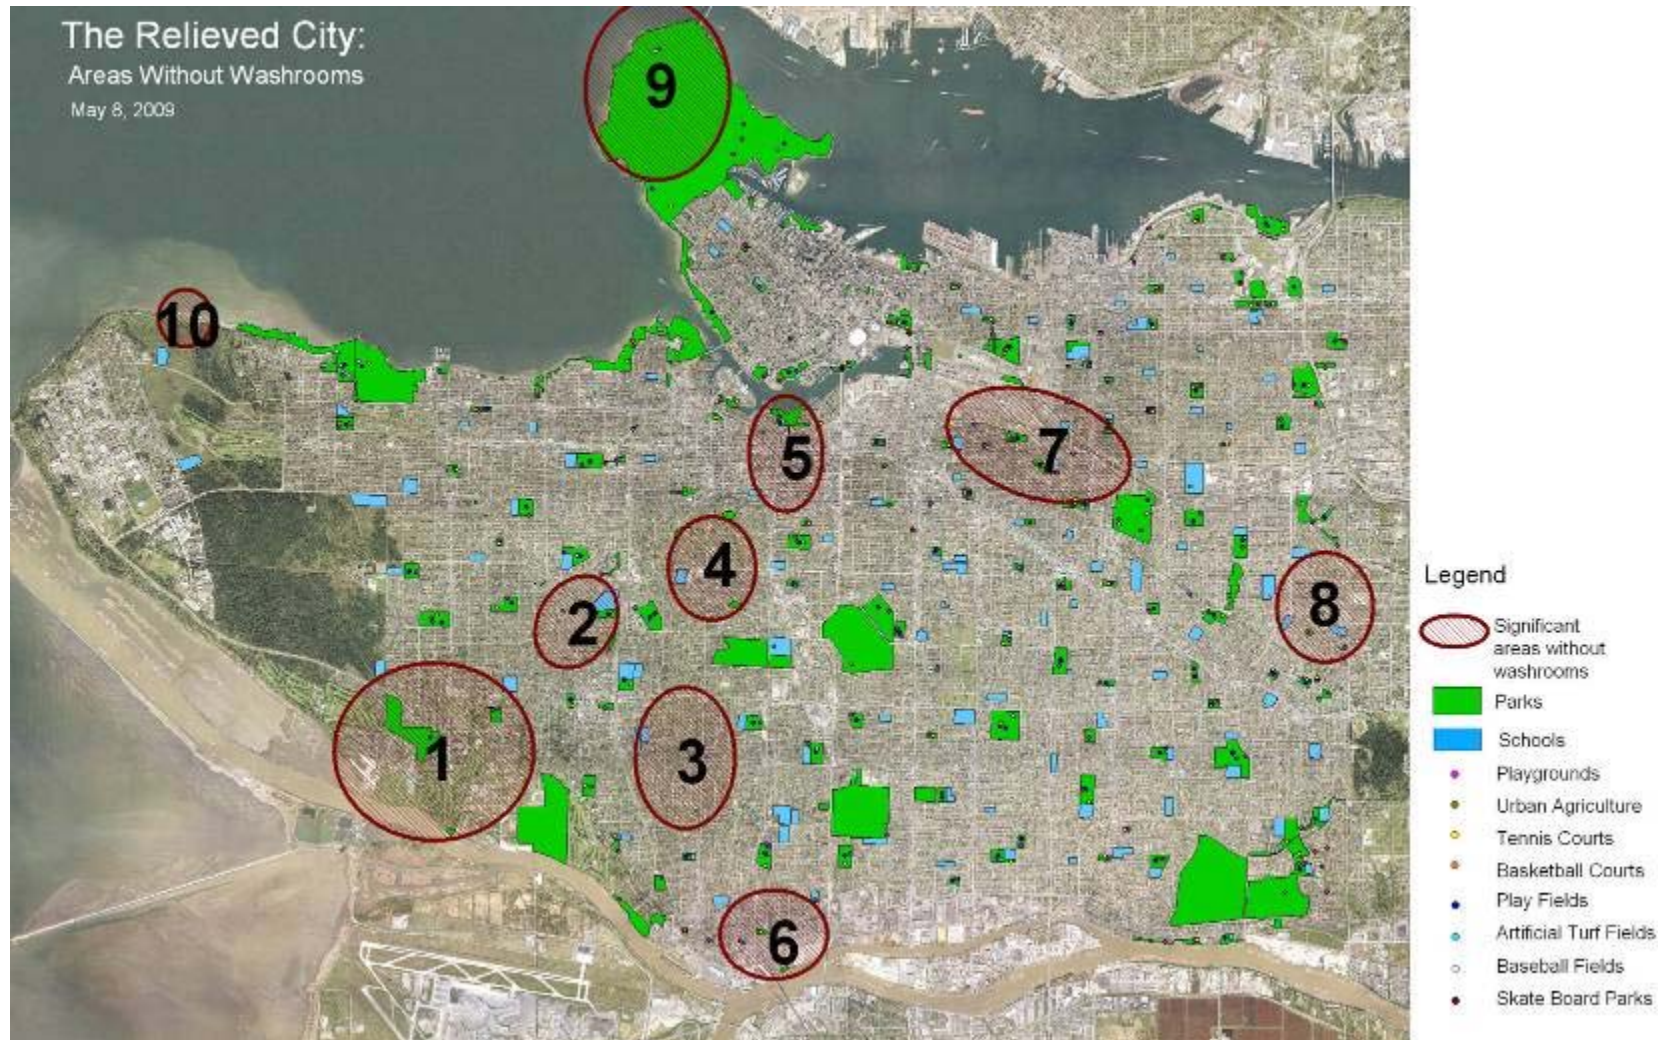 The Relieved City:
Areas Without Washrooms
May 8, 2009
9
10
5
7
4
2
8
1
3
6
Legend
Significant
areas without
washrooms
Parks
Schools
Playgrounds
Urban Agriculture
Tennis Courts
Basketball Courts
Play Fields
Artificial Turf Fields
Baseball Fields
Skate Board Parks